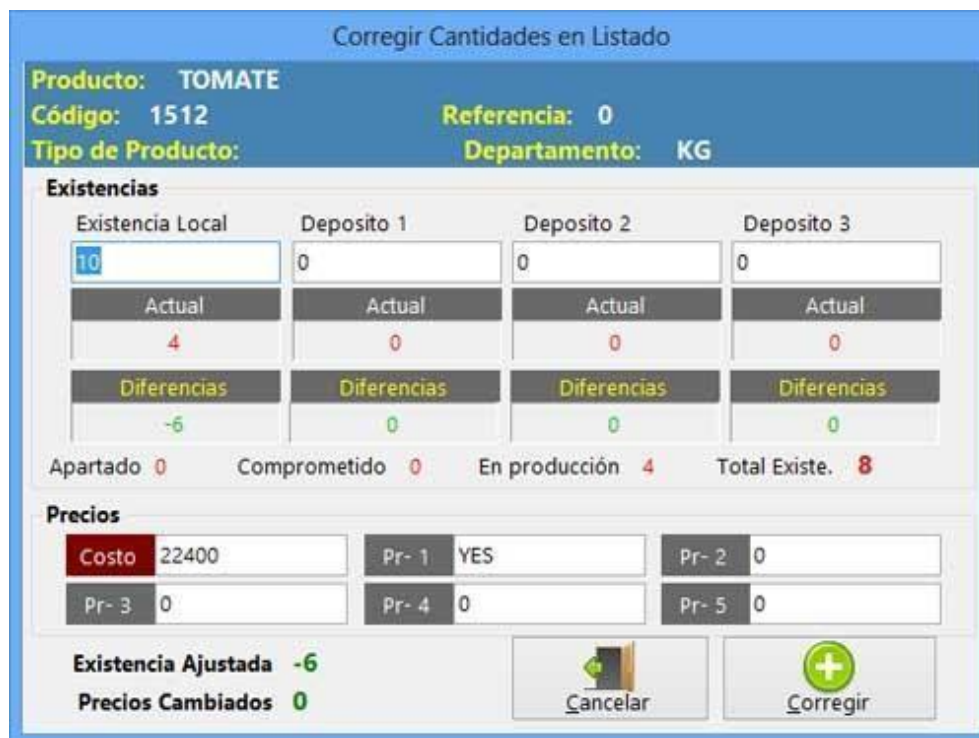 Corregir Cantidades en Listado
Producto: TOMATE
Código: 1512 Referencia: 0
Tipo de Producto: Departamento: KG
Existencias
Existencia Local Deposito 1 Deposito 2 Deposito 3
10 0 0 0
Actual Actual Actual Actual
4 0 0 0
Diferencias Diferencias Diferencias Diferencias
-6 0 0 0
Apartado 0 Comprometido 0 En producción 4 Total Existe. 8
Precios
Costo 22400 Pr- 1 YES Pr- 2 0
Pr- 3 0 Pr- 4 0 Pr- 5 0
Existencia Ajustada -6
Precios Cambiados 0
Cancelar Corregir